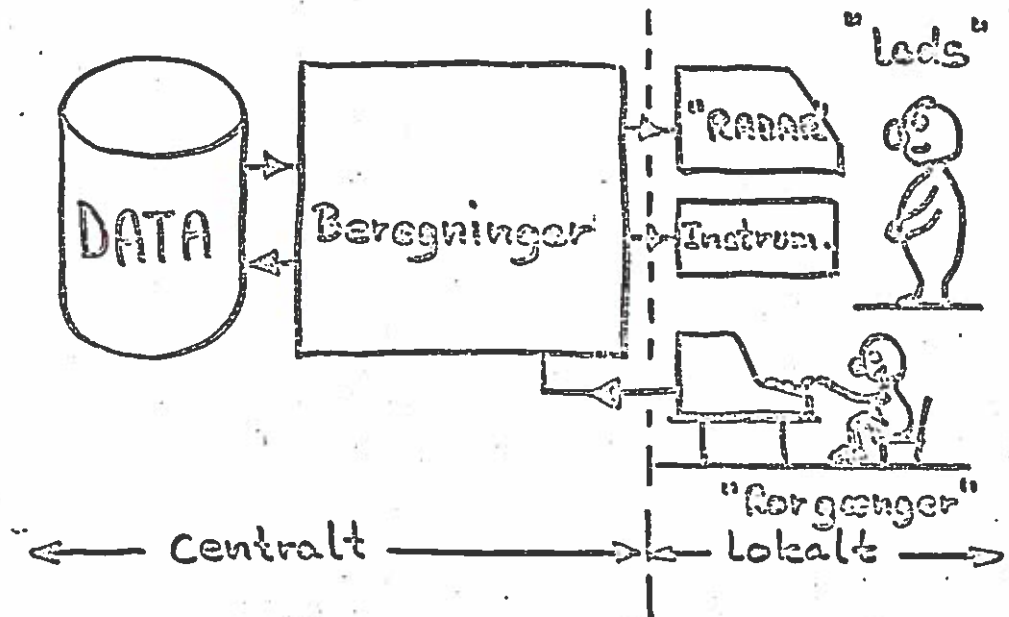 "lods"
"RADAR"
DATA
Beregninger
Instrum.
"Rorgænger"
Centralt
Lokalt